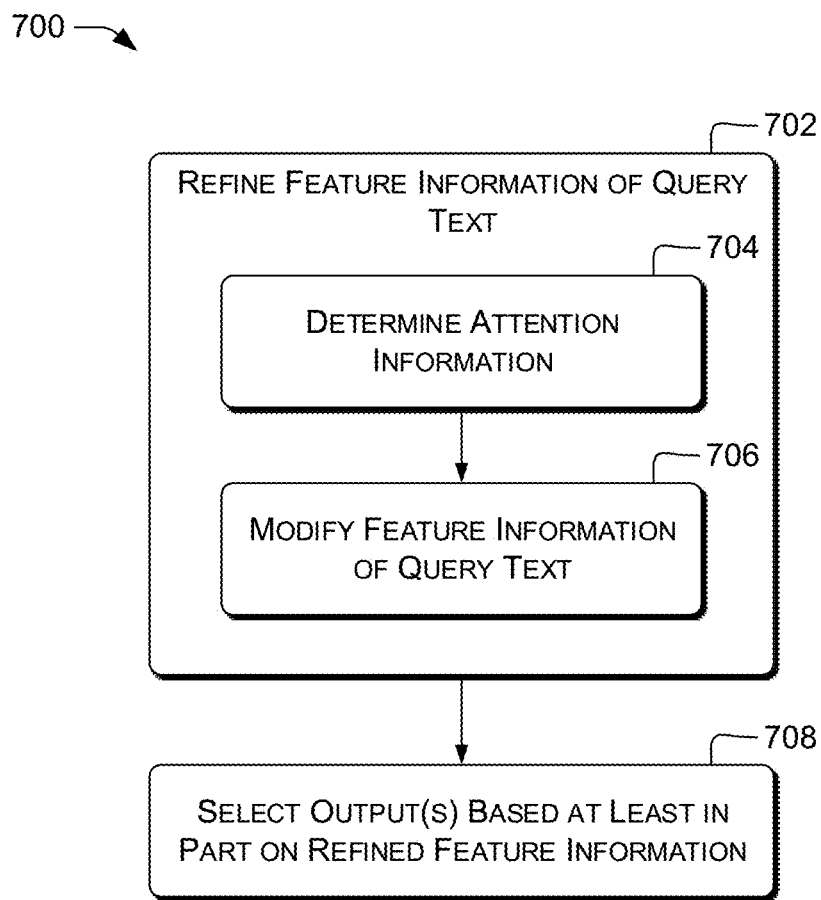 700
702
REFINE FEATURE INFORMATION OF QUERY
TEXT
704
DETERMINE ATTENTION
INFORMATION
706
MODIFY FEATURE INFORMATION
OF QUERY TEXT
708
SELECT OUTPUT(S) BASED AT LEAST IN
PART ON REFINED FEATURE INFORMATION